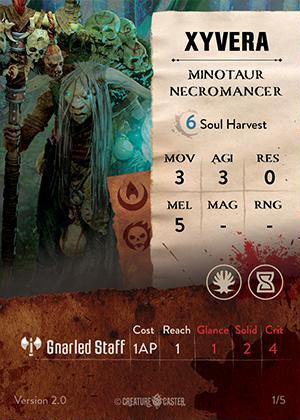 XYVERA
MINOTAUR
NECROMANCER
6 Soul Harvest
MOV AGI RES
3 3 0
MEL MAG RNG
5 - -
Cost Reach Glance Solid Crit
Gnarled Staff 1AP 1 1 2 4
Version 2.0 © CREATURE CASTER 1/5